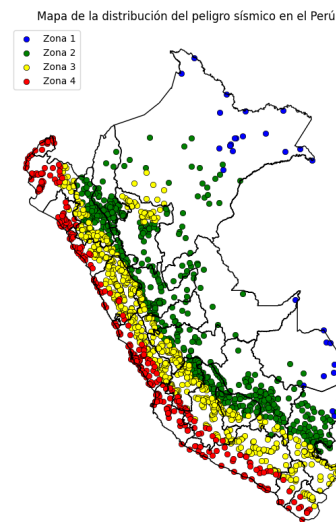 Mapa de la distribución del peligro sísmico en el Perú
Zona 1
Zona 2
Zona 3
Zona 4